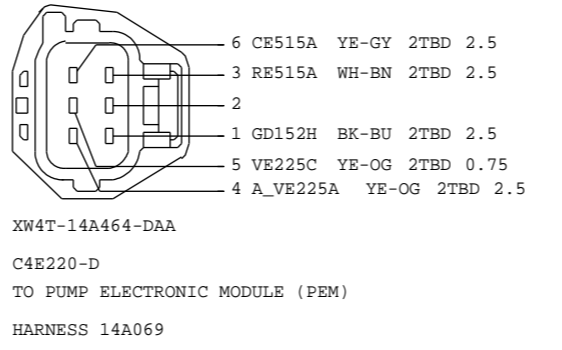 6 CE515A YE-GY 2TBD 2.5
3 RE515A WH-BN 2TBD 2.5
2
1 GD152H BK-BU 2TBD 2.5
5 VE225C YE-OG 2TBD 0.75
4 A_VE225A YE-OG 2TBD 2.5
XW4T-14A464-DAA
C4E220-D
TO PUMP ELECTRONIC MODULE (PEM)
HARNESS 14A069